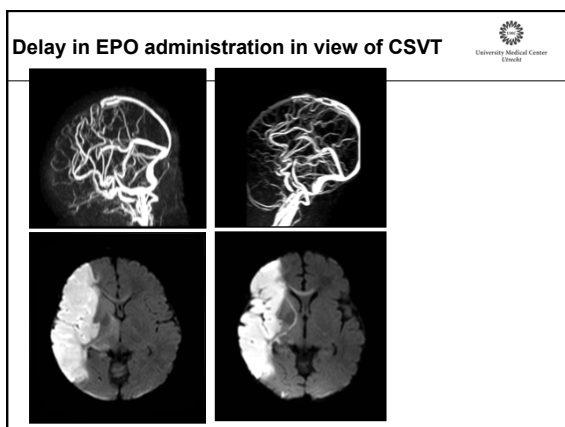 Delay in EPO administration in view of CSVT
University Medical Center
Utrecht